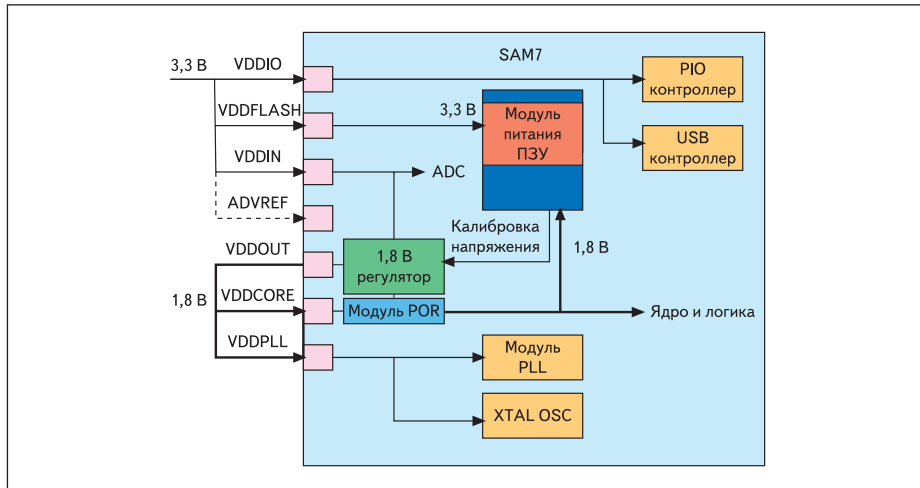 SAM7
3,3 В
VDDIO
PIO
контроллер
VDDFLASH
3,3 В
Модуль
питания
ПЗУ
USB
контроллер
VDDIN
ADC
ADVREF
Калибровка
напряжения
1,8 В
VDDOUT
1,8 В
регулятор
1,8 В
VDDCORE
Модуль POR
Ядро и логика
VDDPLL
Модуль
PLL
XTAL OSC